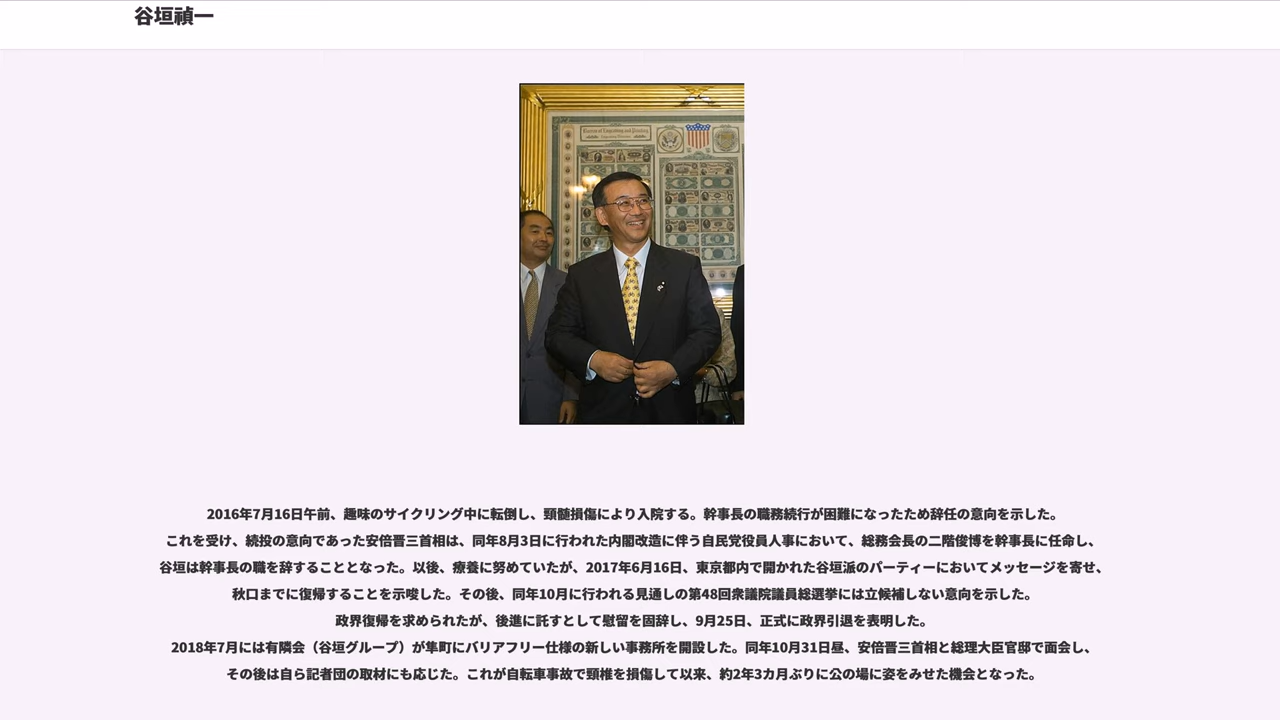 谷垣禎一
Bureau of Engraving and Printing
2016年7月16日午前、趣味のサイクリング中に転倒し、頸髄損傷により入院する。幹事長の職務続行が困難になったため辞任の意向を示した。
これを受け、続投の意向であった安倍晋三首相は、同年8月3日に行われた内閣改造に伴う自民党役員人事において、総務会長の二階俊博を幹事長に任命し、
谷垣は幹事長の職を辞することとなった。以後、療養に努めていたが、2017年6月16日、東京都内で開かれた谷垣派のパーティーにおいてメッセージを寄せ、
秋口までに復帰することを示唆した。その後、同年10月に行われる見通しの第48回衆議院議員総選挙には立候補しない意向を示した。
政界復帰を求められたが、後進に託すとして慰留を固辞し、9月25日、正式に政界引退を表明した。
2018年7月には有隣会（谷垣グループ）が隼町にバリアフリー仕様の新しい事務所を開設した。同年10月31日昼、安倍晋三首相と総理大臣官邸で面会し、
その後は自ら記者団の取材にも応じた。これが自転車事故で頸椎を損傷して以来、約2年3カ月ぶりに公の場に姿をみせた機会となった。